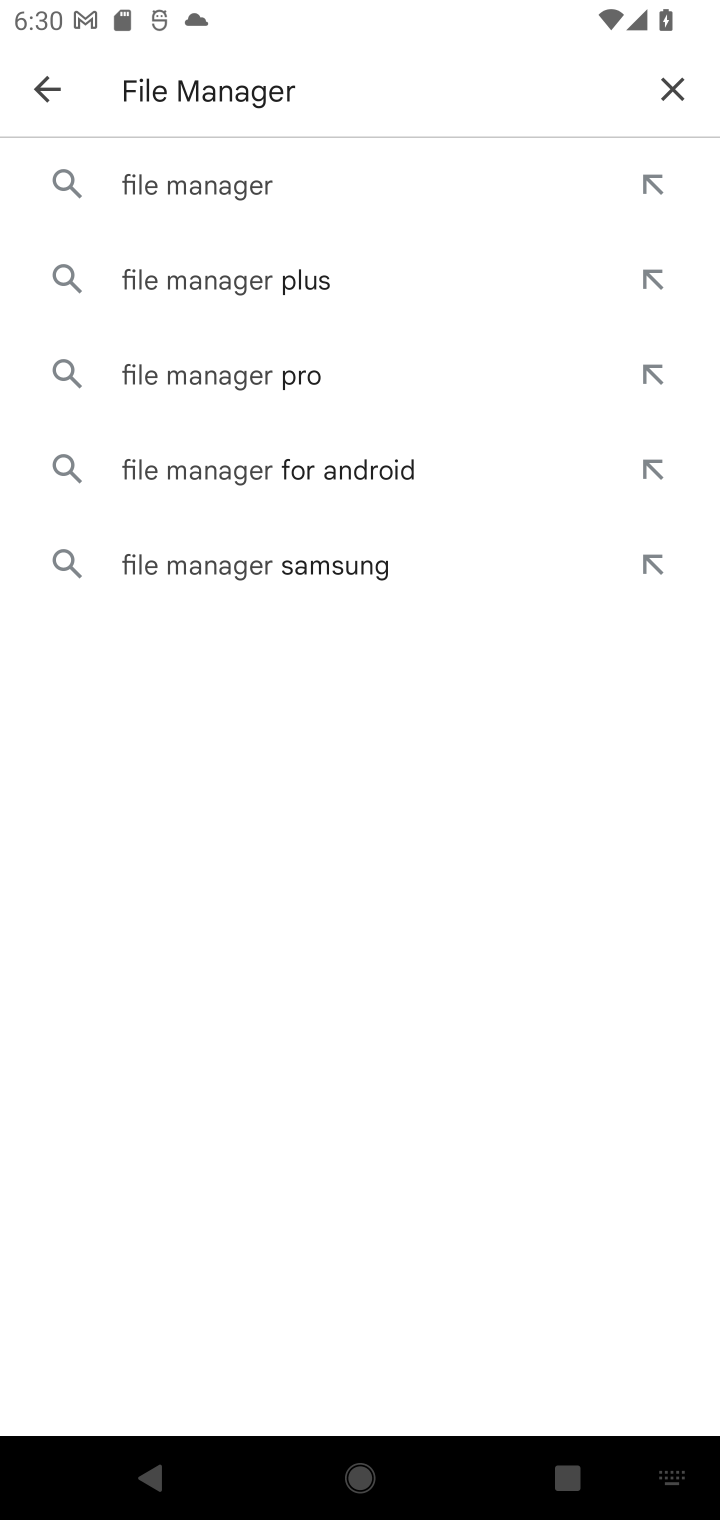 6:30
File Manager
file manager
file manager plus
file manager pro
file manager for android
file manager samsung